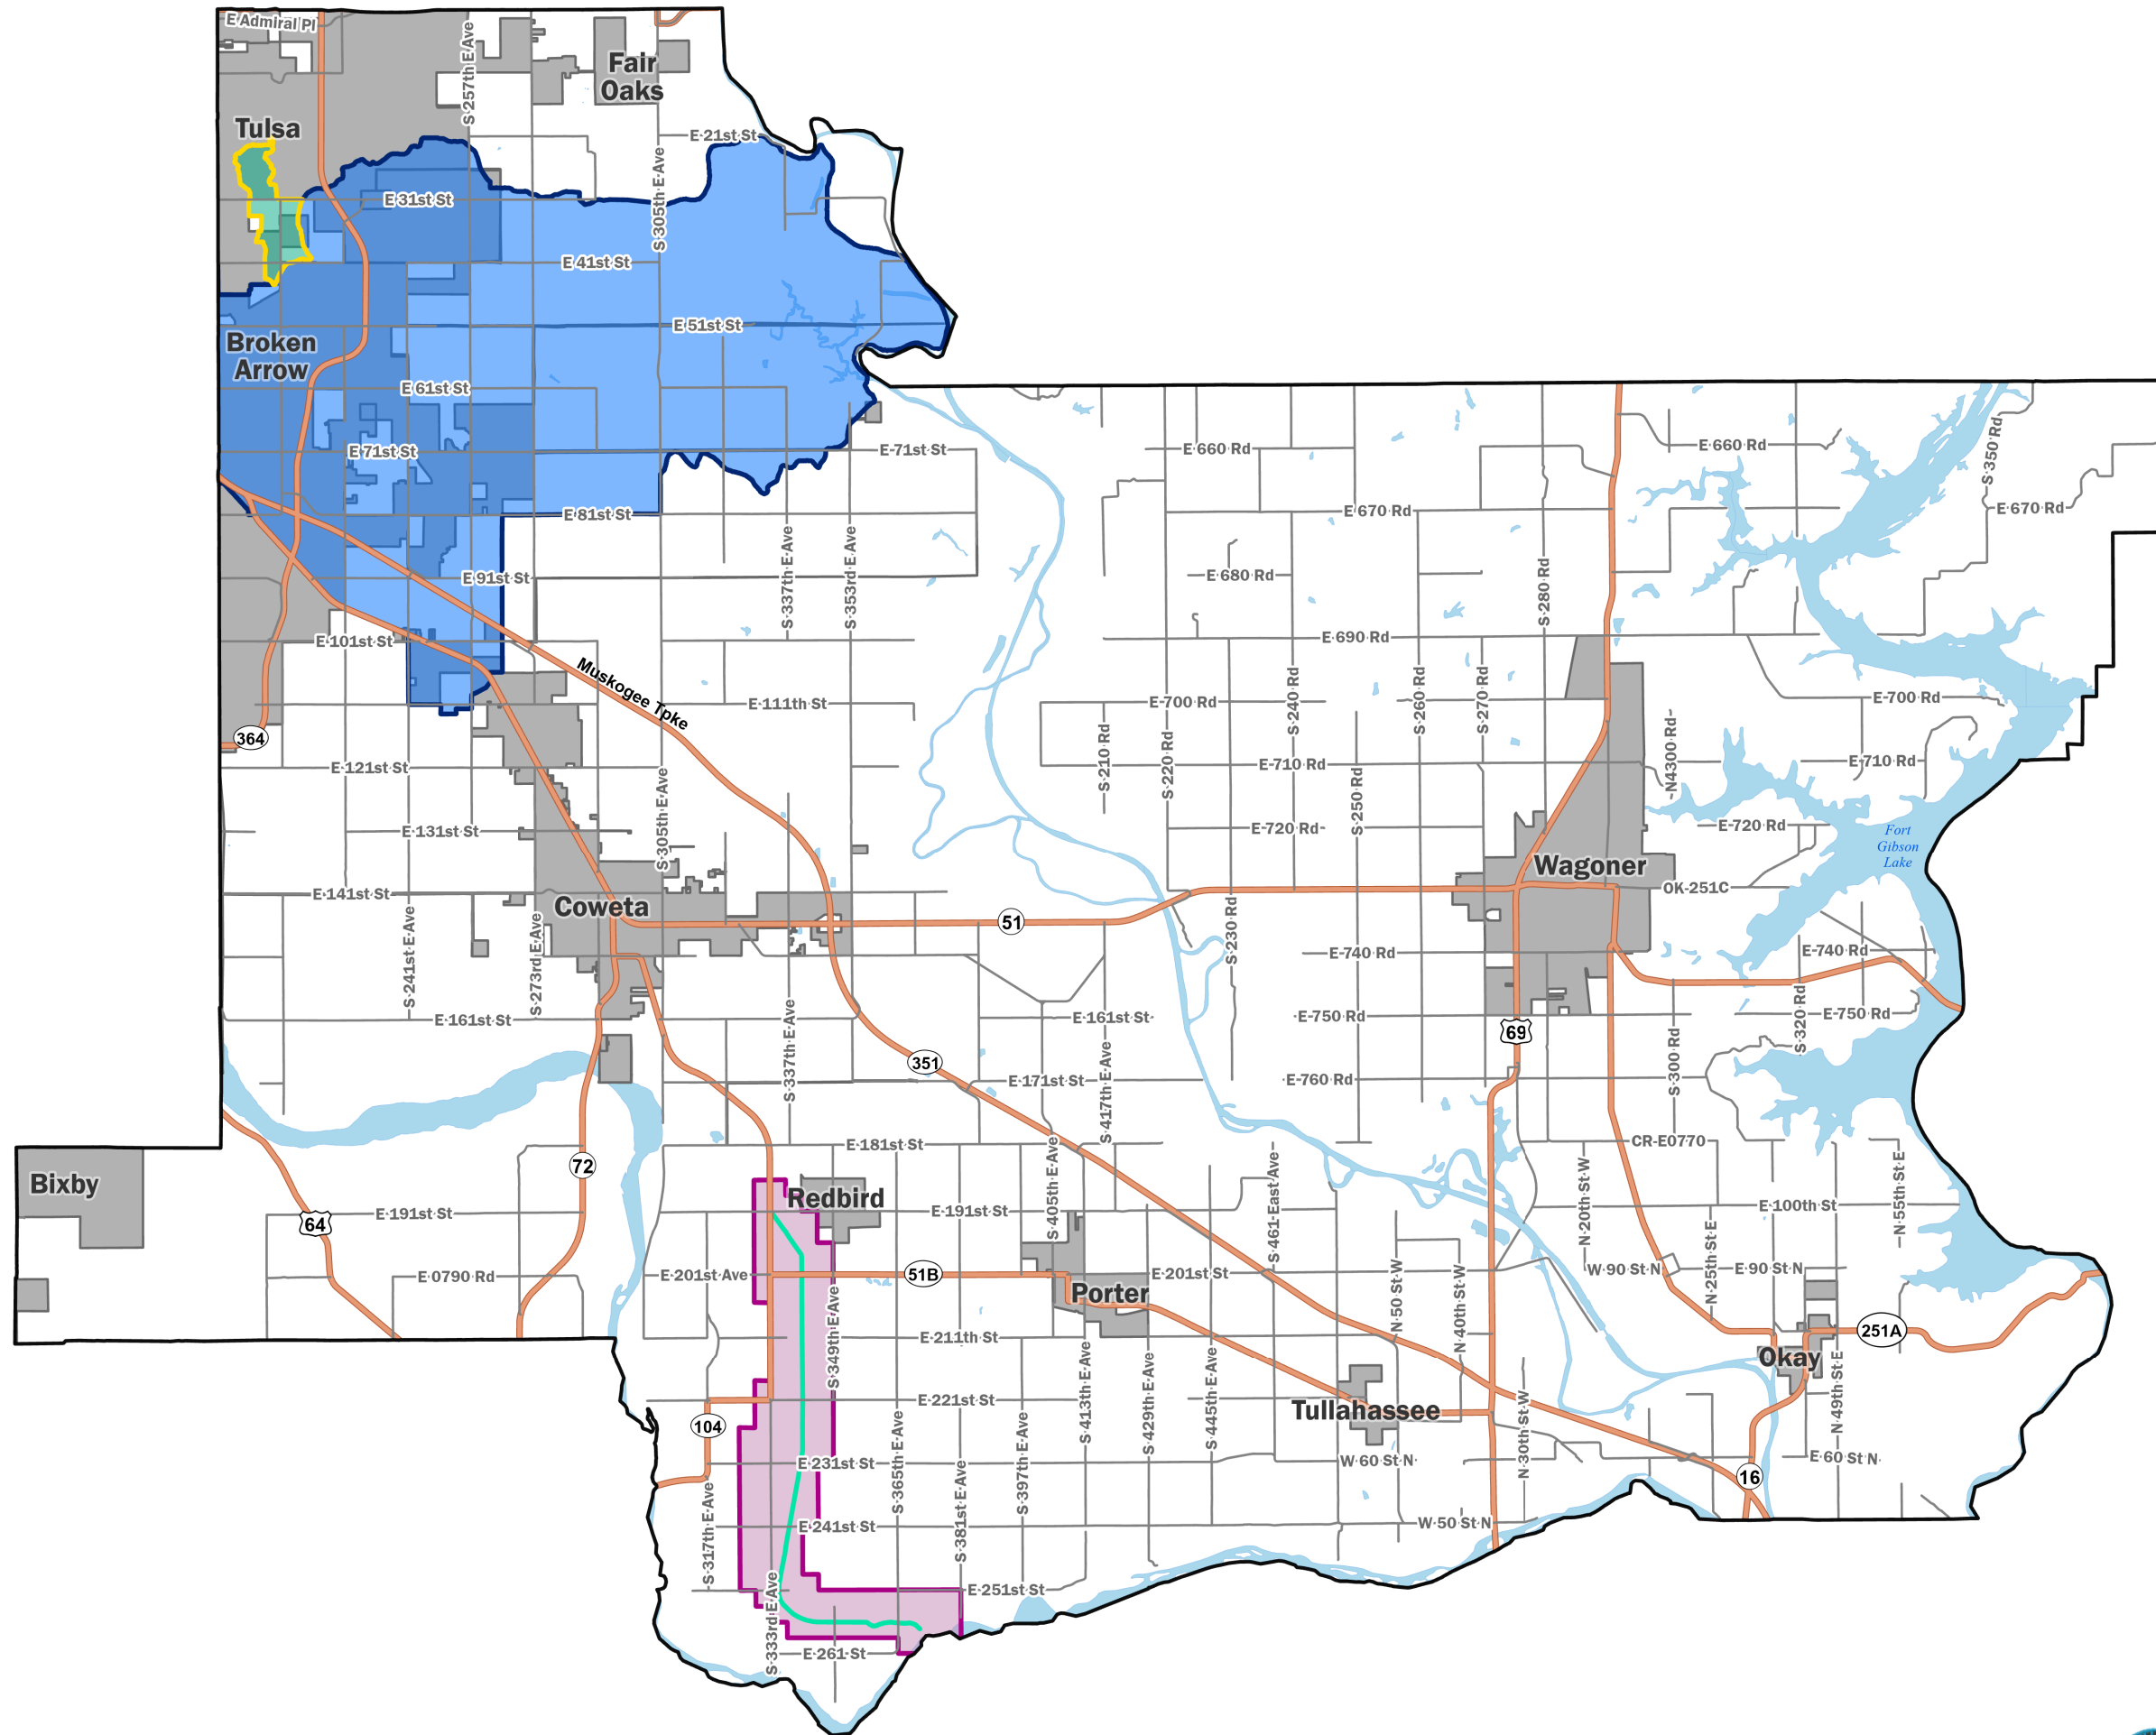 E Admiral Pl
S 257th E Ave
Fair
Oaks
Tulsa
E 21st St
S 305th E Ave
E 31st St
E 41st St
E 51st St
Broken
Arrow
E 61st St
E 71st St
E 71st St
E 660 Rd
E 660 Rd
S 350 Rd
E 81st St
E 670 Rd
E 670 Rd
S 337th E Ave
S 353rd E Ave
E 91st St
E 680 Rd
S 280 Rd
E 101st St
E 690 Rd
Muskogee Tpke
E 111th St
E 700 Rd
S 240 Rd
S 260 Rd
S 270 Rd
E 700 Rd
364
S 210 Rd
S 220 Rd
N4300 Rd
E 121st St
E 710 Rd
E 710 Rd
S 305th E Ave
S 250 Rd
E 131st St
E 720 Rd
E 720 Rd
Fort
Gibson
Lake
Wagoner
E 141st St
OK-251C
Coweta
51
S 241st E Ave
S 273rd E Ave
S 230 Rd
E 740 Rd
E 740 Rd
E 161st St
S 337th E Ave
E 161st St
E 750 Rd
69
S 300 Rd
S 320 Rd
E 750 Rd
351
E 171st St
S 417th E Ave
E 760 Rd
E 181st St
CR-E0770
Bixby
72
Redbird
S 405th E Ave
S 461 East Ave
N 20th St W
N 55th St E
64
E 191st St
E 191st St
E 100th St
E 0790 Rd
E 201st Ave
51B
E 201st St
W 90 St N
N 25th St E
E 90 St N
Porter
S 349th E Ave
N 50 St W
N 40th St W
E 211th St
251A
Okay
S 413th E Ave
S 429th E Ave
S 445th E Ave
E 221st St
Tullahassee
N 49th St E
104
S 365th E Ave
S 397th E Ave
N 30th St W
E 231st St
W 60 St N
E 60 St N
16
S 317th E Ave
E 241st St
S 381st E Ave
W 50 St N
E 251st St
S 333rd E Ave
E 261 St